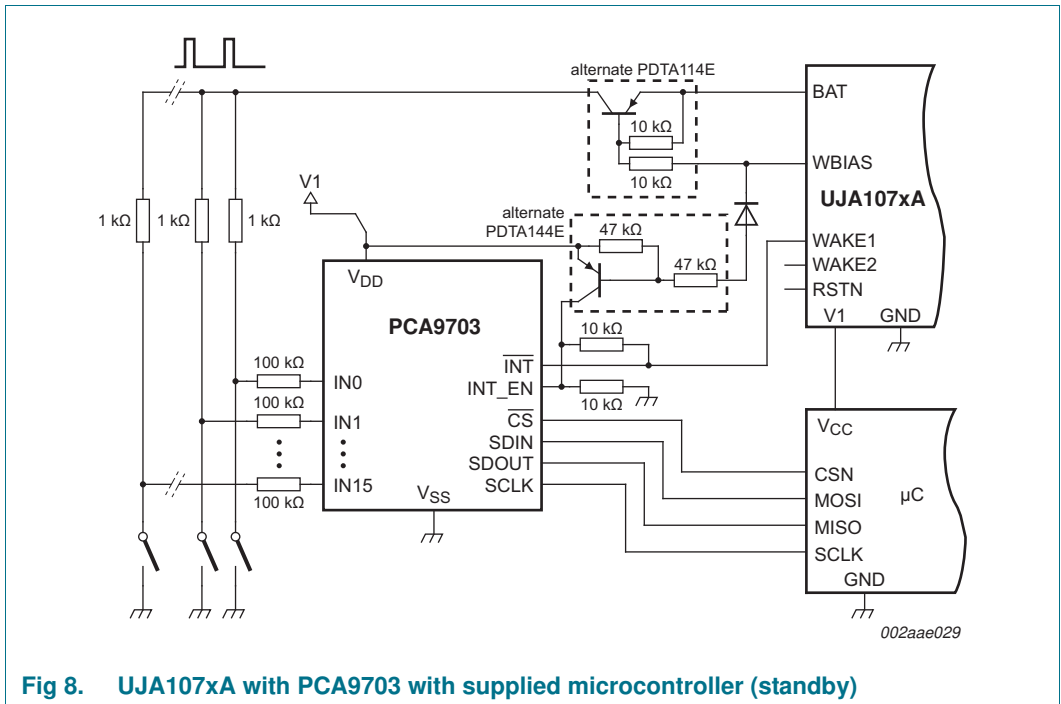 alternate PDTA114E
BAT
10 kΩ
10 kΩ
WBIAS
UJA107xA
V1
alternate
PDTA144E
47 kΩ
47 kΩ
WAKE1
WAKE2
RSTN
V1
GND
1 kΩ
1 kΩ
1 kΩ
VDD
PCA9703
10 kΩ
INT
INT_EN
10 kΩ
100 kΩ
IN0
100 kΩ
IN1
IN15
100 kΩ
CS
SDIN
SDOUT
SCLK
VSS
VCC
CSN
MOSI
MISO
SCLK
µC
GND
002aae029
Fig 8. UJA107xA with PCA9703 with supplied microcontroller (standby)